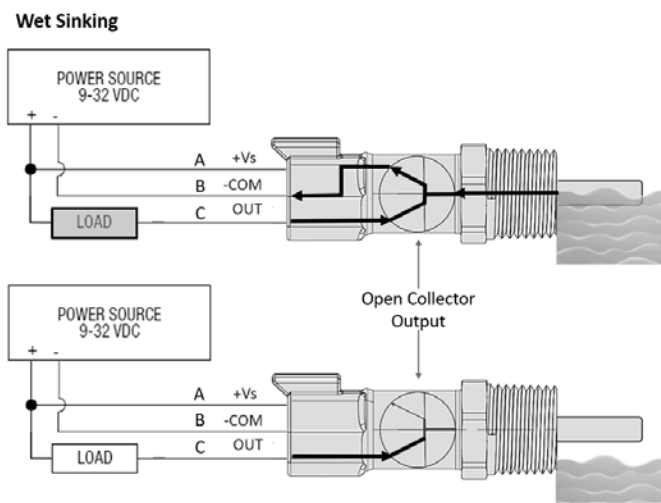 Wet Sinking
POWER SOURCE
9-32 VDC
+ -
A +Vs
B -COM
C OUT
LOAD
Open Collector
Output
POWER SOURCE
9-32 VDC
+ -
A +Vs
B -COM
C OUT
LOAD